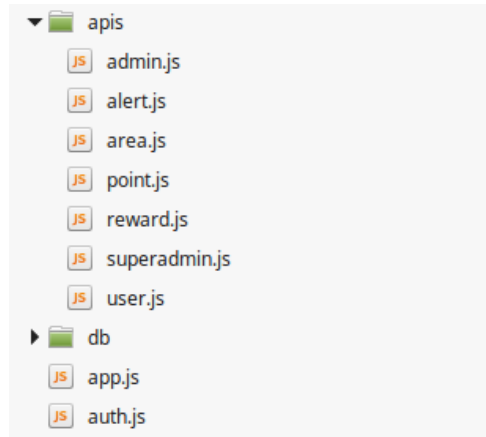 apis
JS admin.js
JS alert.js
JS area.js
JS point.js
JS reward.js
JS superadmin.js
JS user.js
db
JS app.js
JS auth.js